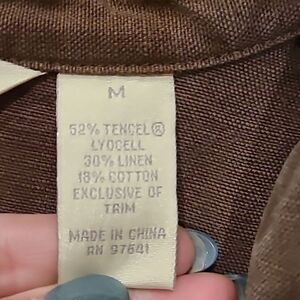 M
52% TENCEL®
LYOCELL
30% LINEN
18% COTTON
EXCLUSIVE OF
TRIM
MADE IN CHINA
RN 97641